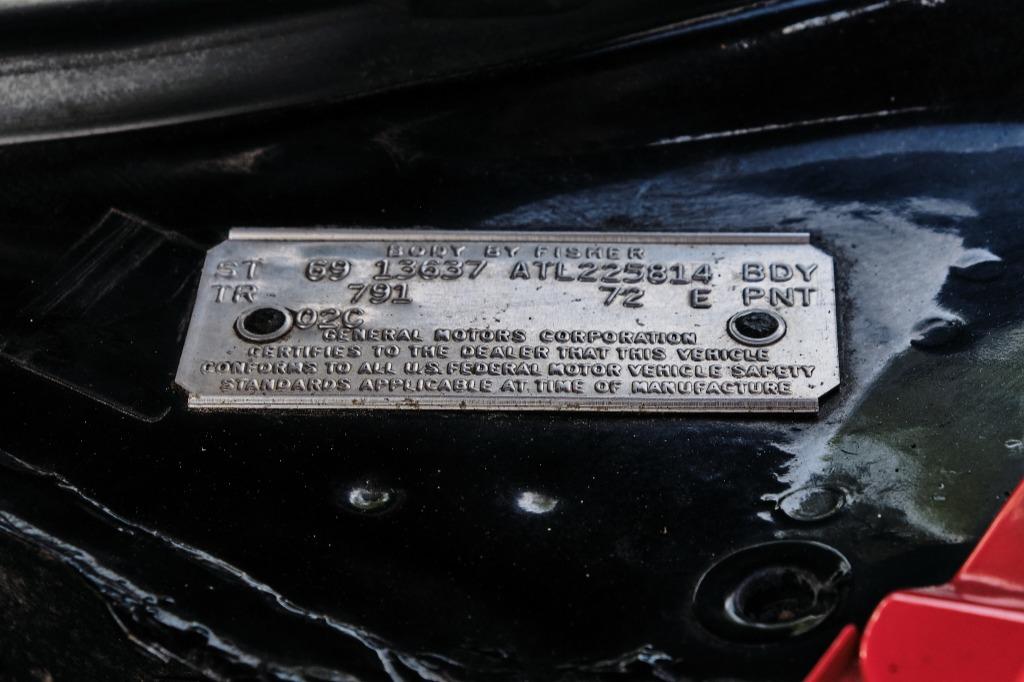 BODY BY FISHER
ST 69 13637 ATL225814 BDY
TR 791 72 E PNT
02C
GENERAL MOTORS CORPORATION
CERTIFIES TO THE DEALER THAT THIS VEHICLE
CONFORMS TO ALL U.S. FEDERAL MOTOR VEHICLE SAFETY
STANDARDS APPLICABLE AT TIME OF MANUFACTURE